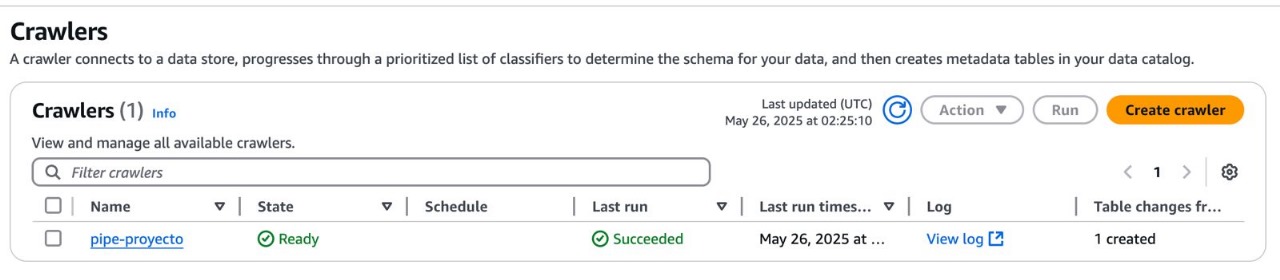 Crawlers
A crawler connects to a data store, progresses through a prioritized list of classifiers to determine the schema for your data, and then creates metadata tables in your data catalog.
Crawlers (1) Info
Last updated (UTC)
May 26, 2025 at 02:25:10
Action
Run
Create crawler
View and manage all available crawlers.
Filter crawlers
1
Name State Schedule Last run Last run times... Log Table changes fr...
pipe-proyecto Ready Succeeded May 26, 2025 at ... View log 1 created